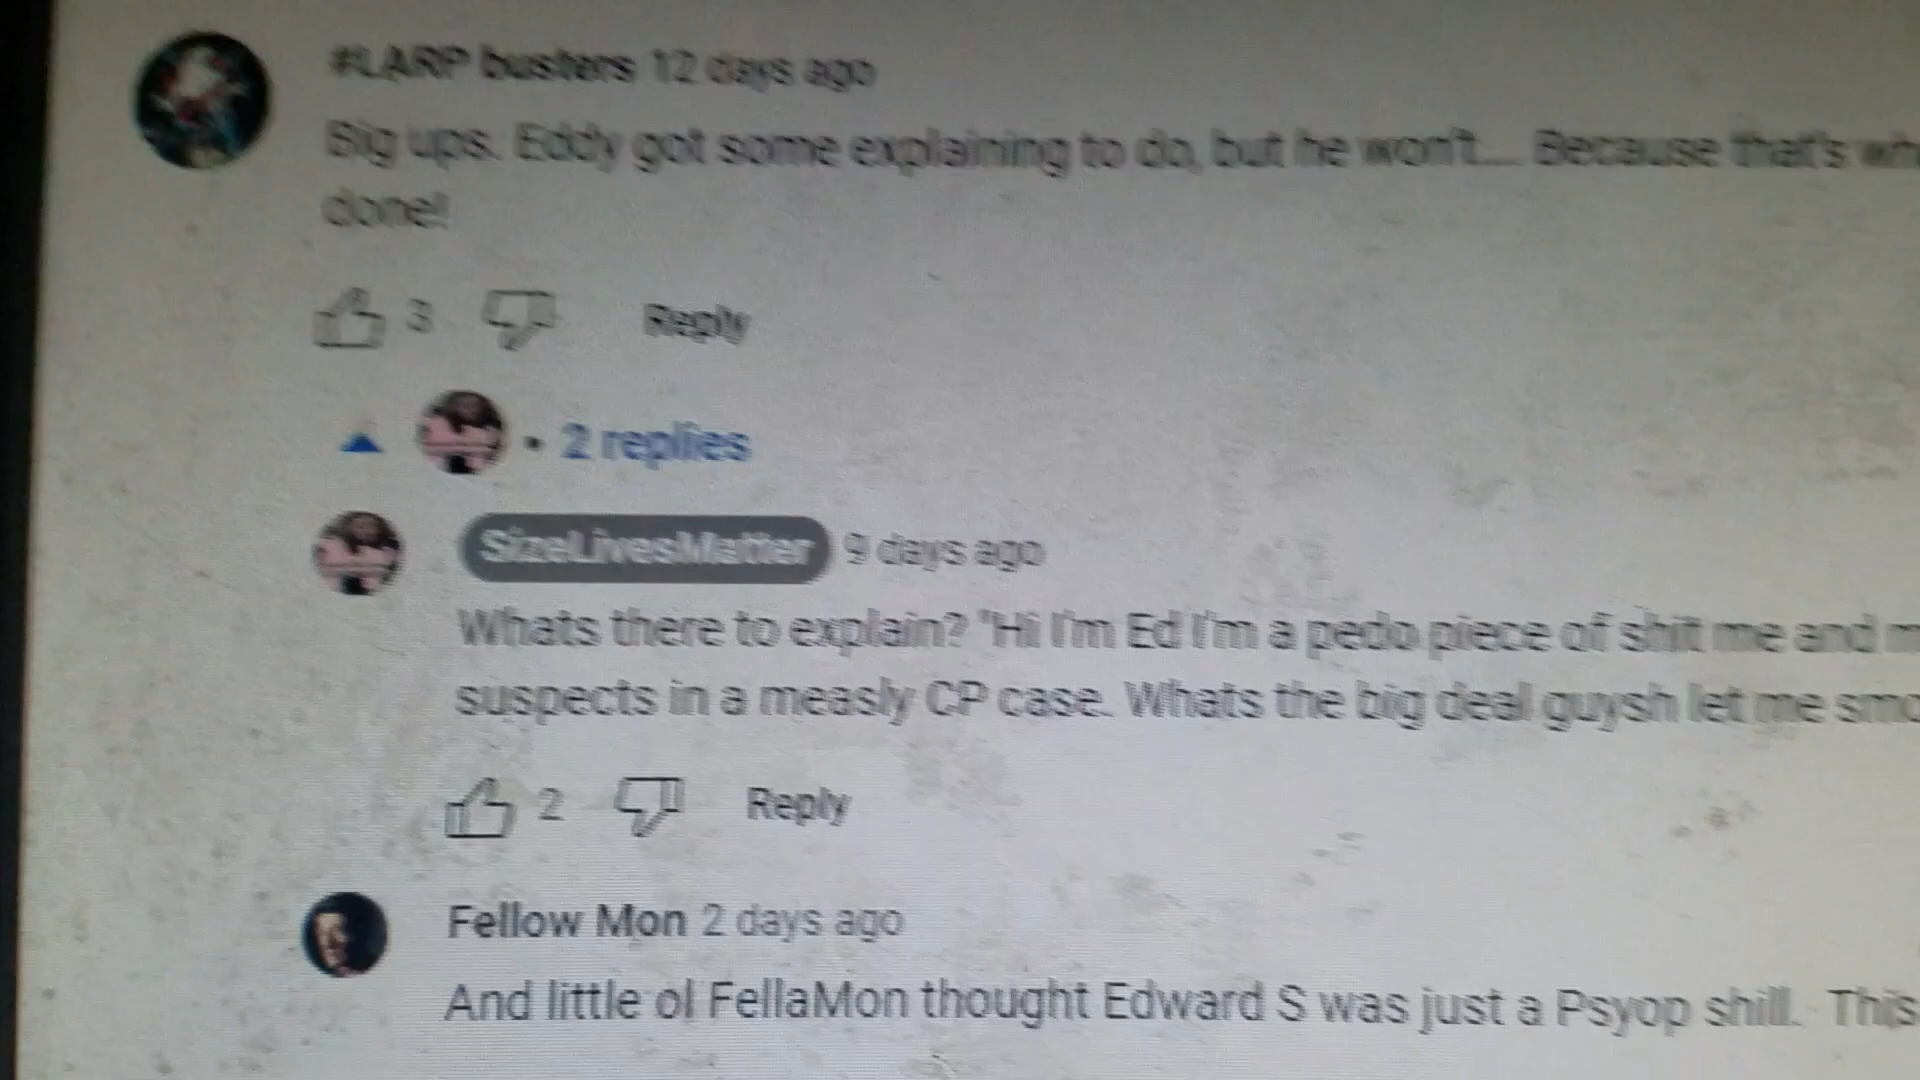 #LARP busters 12 days ago
Big ups. Eddy got some explaining to do, but he won't.... Because that's
done!
3 Reply
• 2 replies
SizeLivesMatter 9 days ago
Whats there to explain? "Hi I'm Ed I'm a pedo piece of shit me and
suspects in a measly CP case. Whats the big deal guysh let me
2 Reply
Fellow Mon 2 days ago
And little ol FellaMon thought Edward S was just a Psyop shill. This